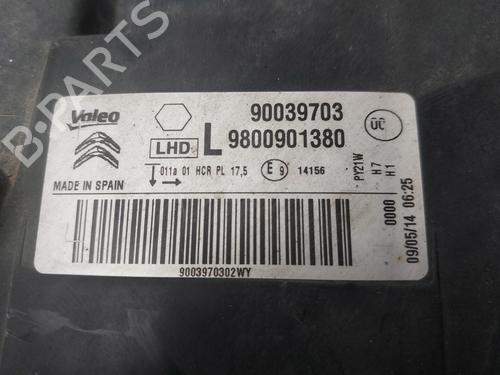 B-PARTS
Valeo
90039703
LHD L 9800901380
011a 01 HCR PL 17,5 E 9 14156
MADE IN SPAIN
9003970302WY
PY21W
H7
H1
0000
09/05/14 06:25